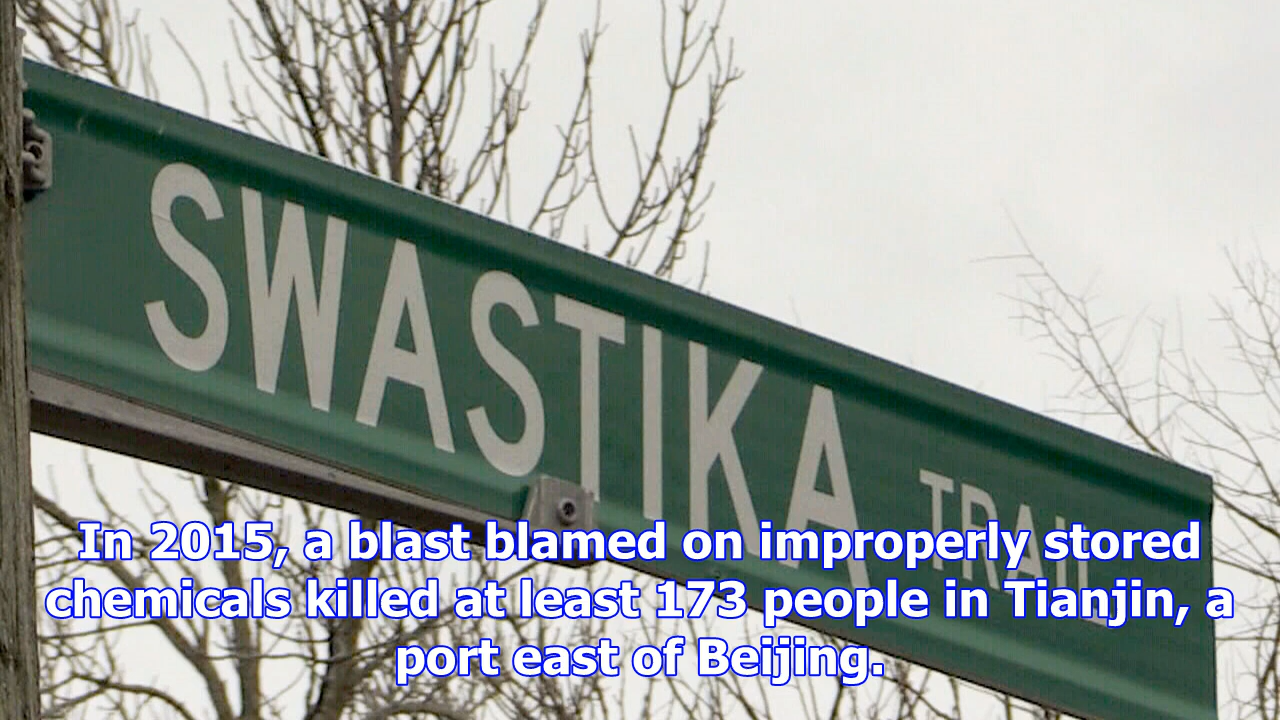 SWASTIKA TRAIL
In 2015, a blast blamed on improperly stored
chemicals killed at least 173 people in Tianjin, a
port east of Beijing.